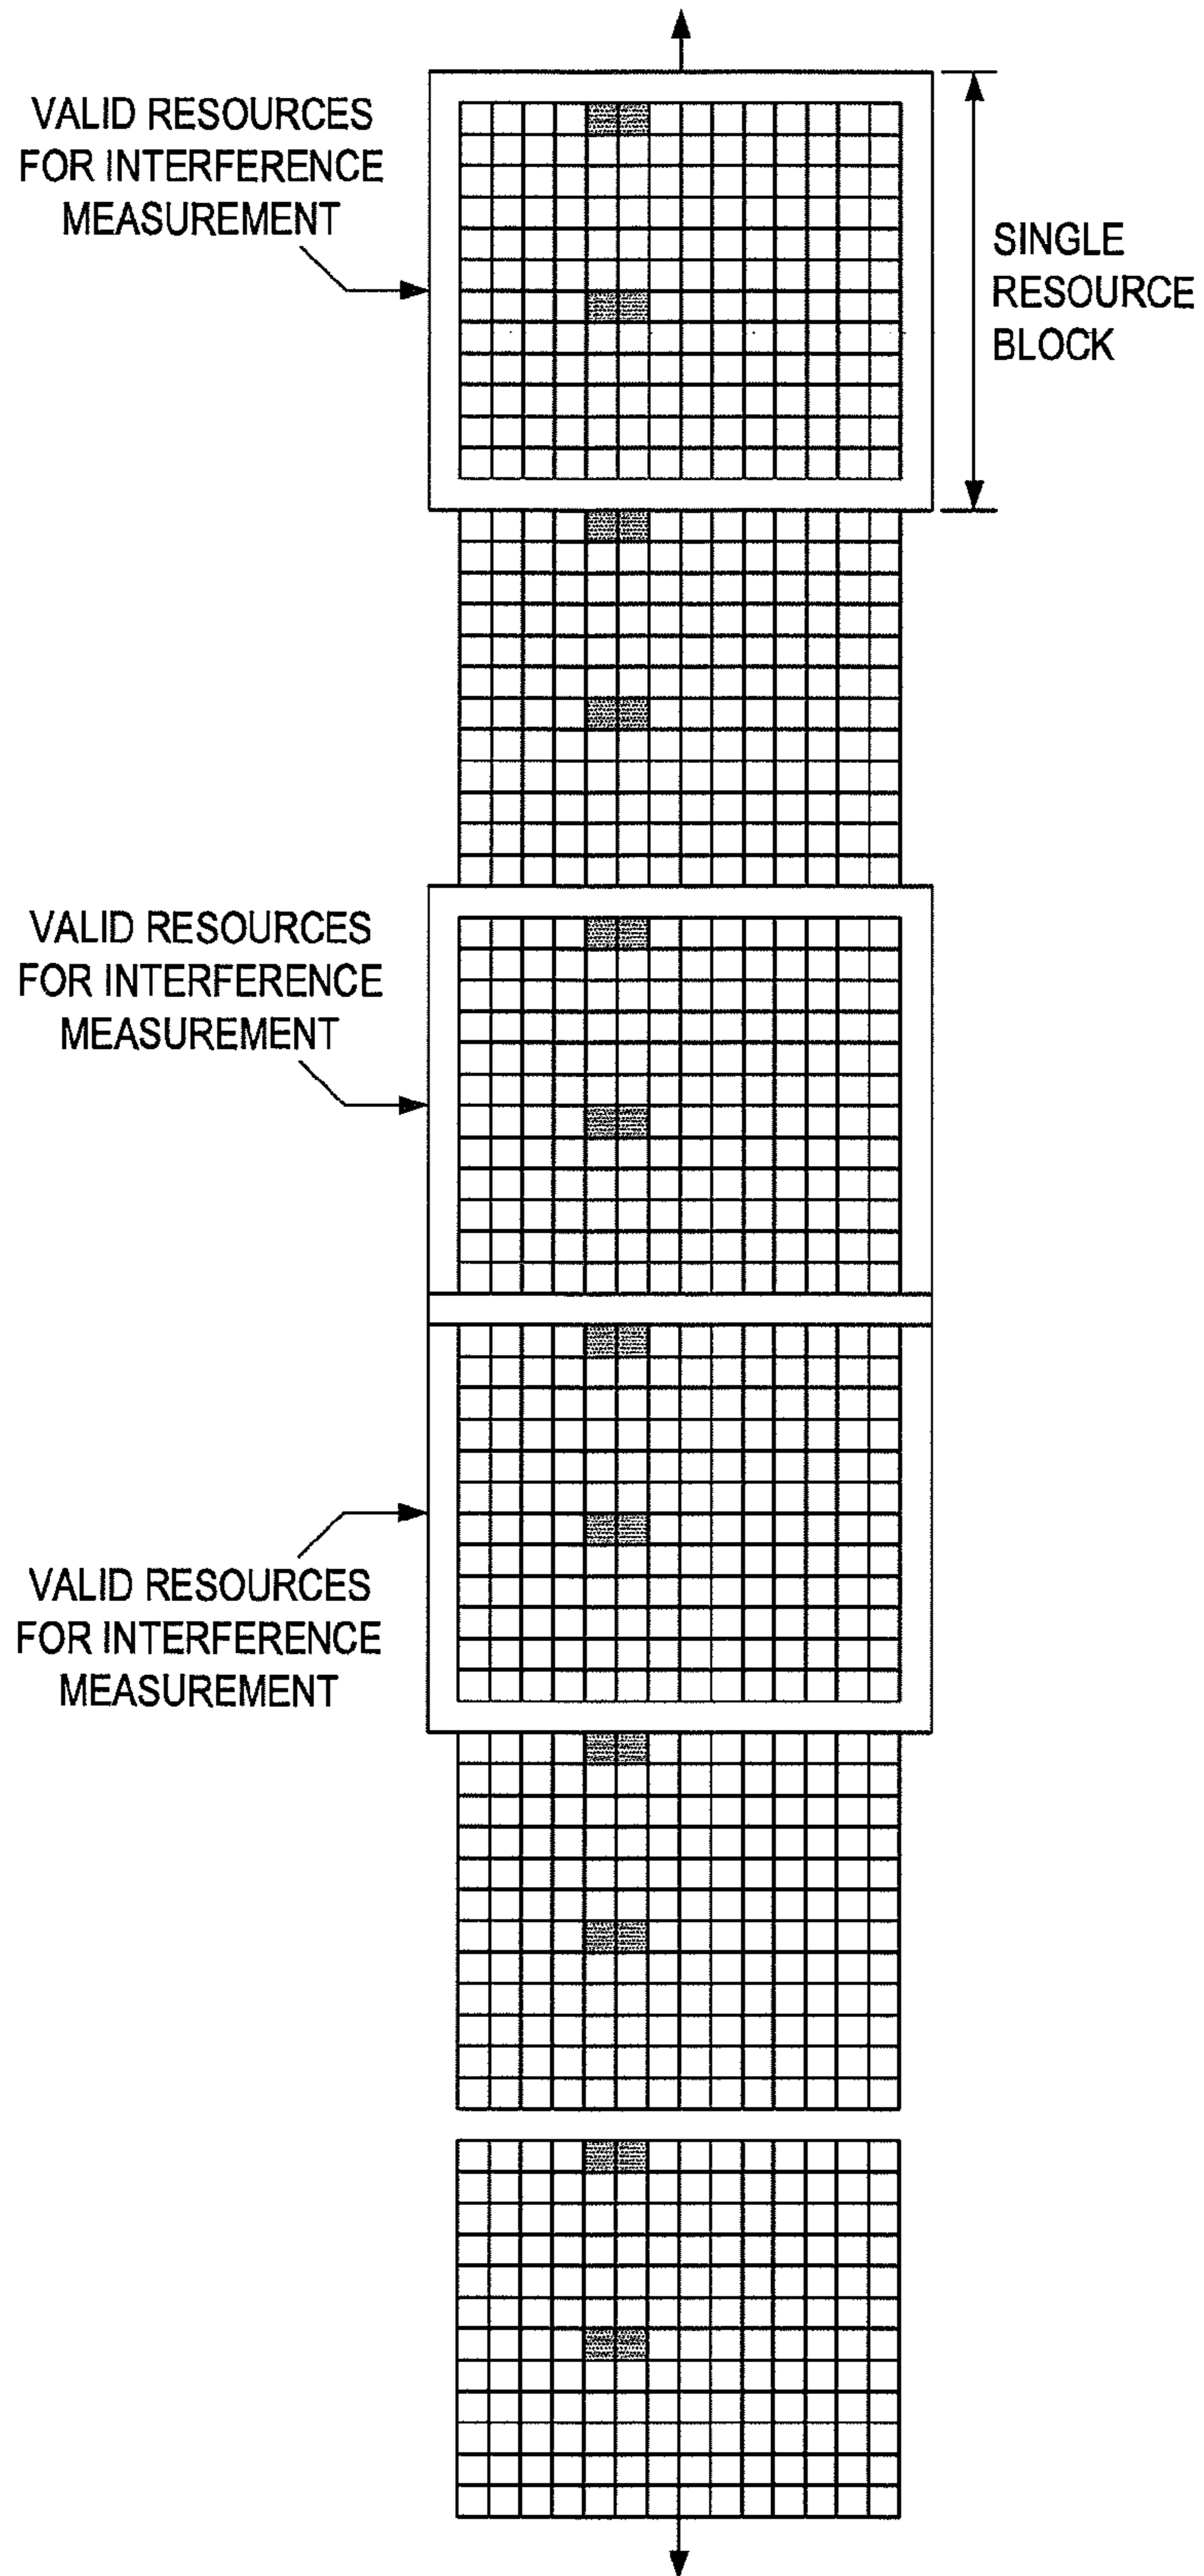 VALID RESOURCES
FOR INTERFERENCE
MEASUREMENT
SINGLE
RESOURCE
BLOCK
VALID RESOURCES
FOR INTERFERENCE
MEASUREMENT
VALID RESOURCES
FOR INTERFERENCE
MEASUREMENT